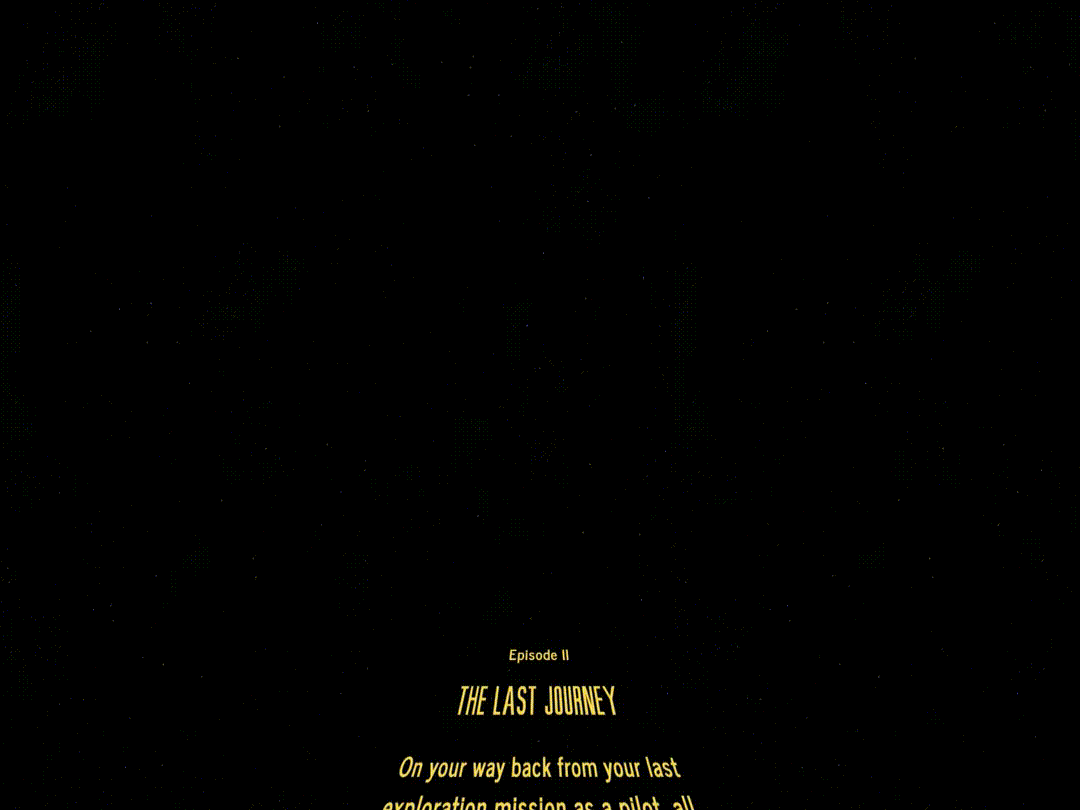 Episode II
THE LAST JOURNEY
On your way back from your last
exploration mission as a pilot, all